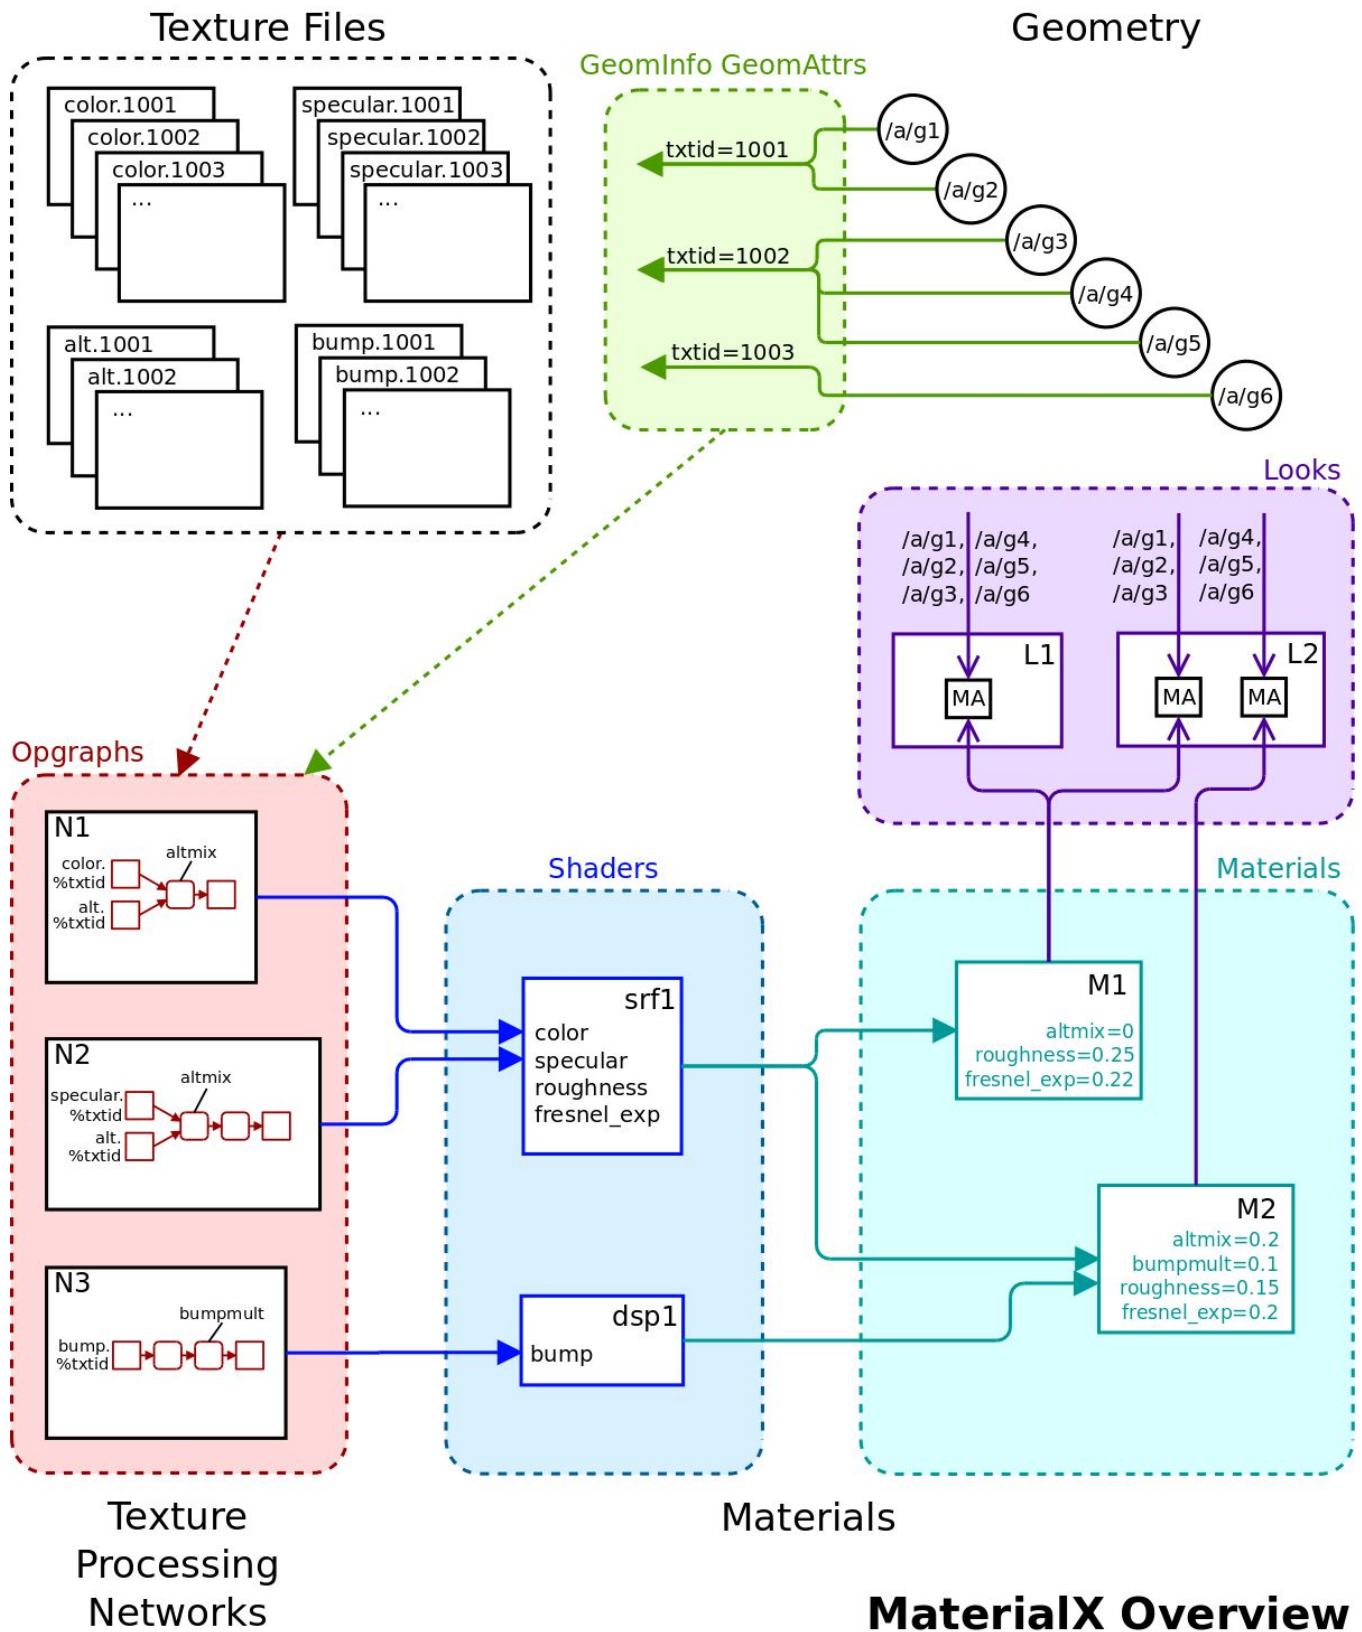 Texture Files
Geometry
GeomInfo GeomAttrs
color.1001
color.1002
color.1003
...
specular.1001
specular.1002
specular.1003
...
alt.1001
alt.1002
...
bump.1001
bump.1002
...
txtid=1001
txtid=1002
txtid=1003
/a/g1
/a/g2
/a/g3
/a/g4
/a/g5
/a/g6
Looks
/a/g1, /a/g4,
/a/g2, /a/g5,
/a/g3, /a/g6
/a/g1,
/a/g2,
/a/g3
/a/g4,
/a/g5,
/a/g6
L1
MA
L2
MA
MA
Opgraphs
N1
altmix
color.
%txtid
alt.
%txtid
N2
altmix
specular.
%txtid
alt.
%txtid
N3
bumpmult
bump.
%txtid
Shaders
srf1
color
specular
roughness
fresnel_exp
dsp1
bump
Materials
M1
altmix=0
roughness=0.25
fresnel_exp=0.22
M2
altmix=0.2
bumpmult=0.1
roughness=0.15
fresnel_exp=0.2
Texture
Processing
Networks
Materials
MaterialX Overview